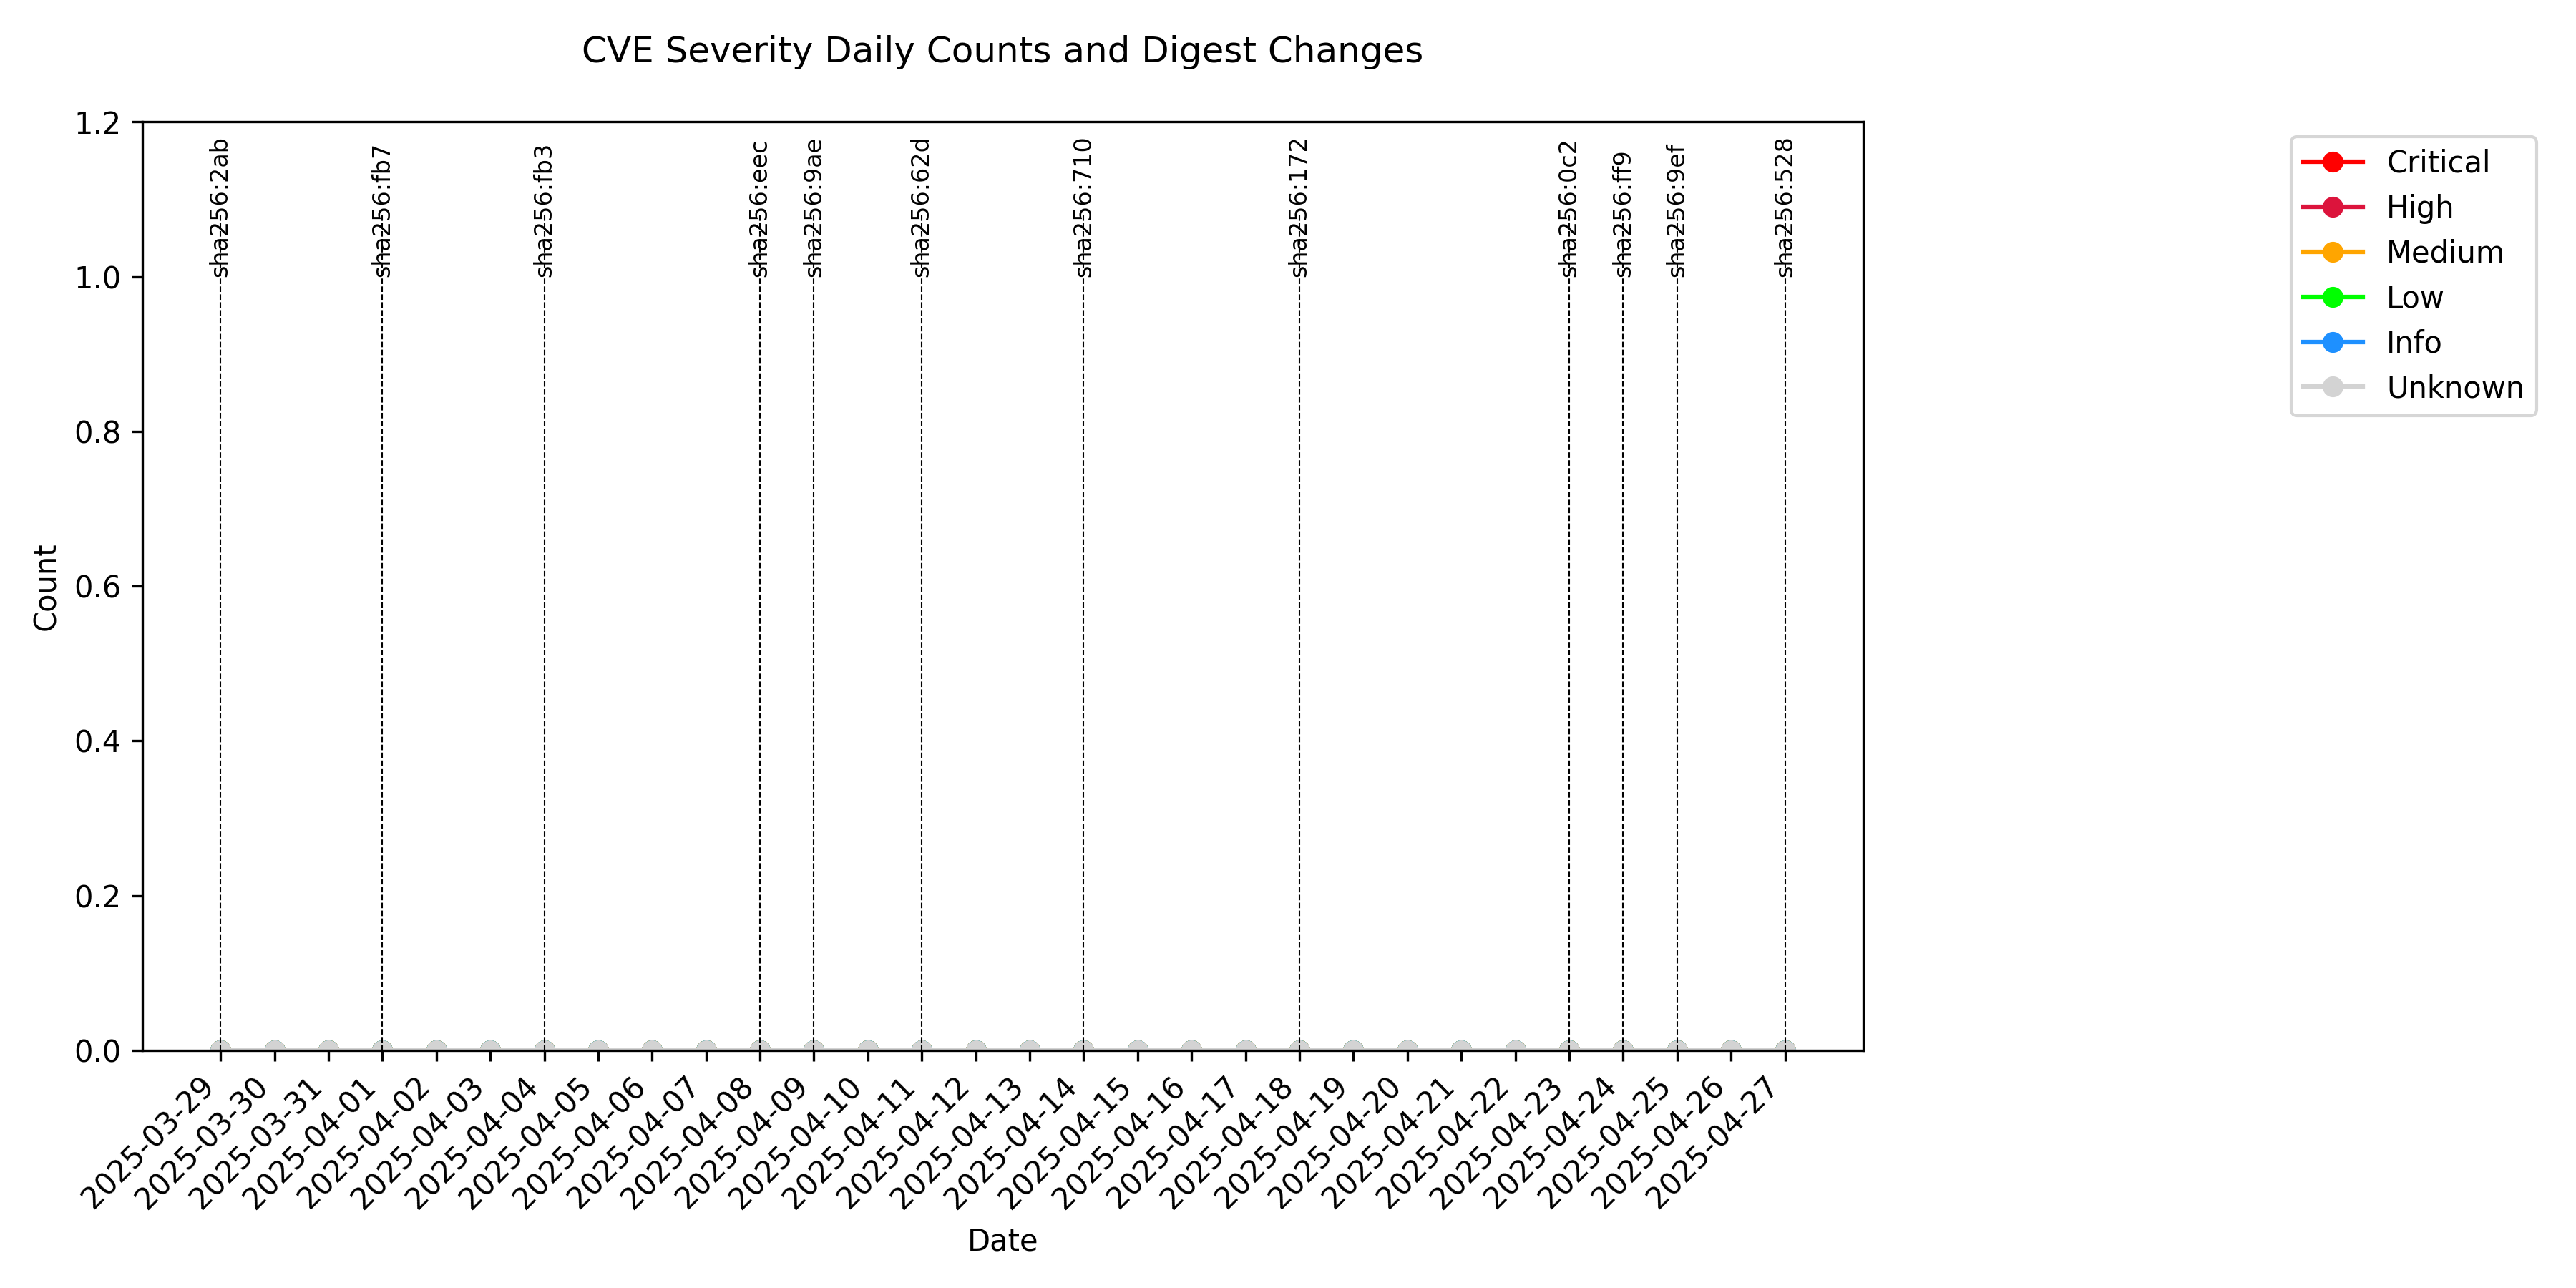 CVE Severity Daily Counts and Digest Changes
1.2
1.0
0.8
0.6
0.4
0.2
0.0
Count
sha256:2ab
sha256:fb7
sha256:fb3
sha256:eec
sha256:9ae
sha256:62d
sha256:710
sha256:172
sha256:0c2
sha256:ff9
sha256:9ef
sha256:528
Critical
High
Medium
Low
Info
Unknown
2025-03-29
2025-03-30
2025-03-31
2025-04-01
2025-04-02
2025-04-03
2025-04-04
2025-04-05
2025-04-06
2025-04-07
2025-04-08
2025-04-09
2025-04-10
2025-04-11
2025-04-12
2025-04-13
2025-04-14
2025-04-15
2025-04-16
2025-04-17
2025-04-18
2025-04-19
2025-04-20
2025-04-21
2025-04-22
2025-04-23
2025-04-24
2025-04-25
2025-04-26
2025-04-27
Date